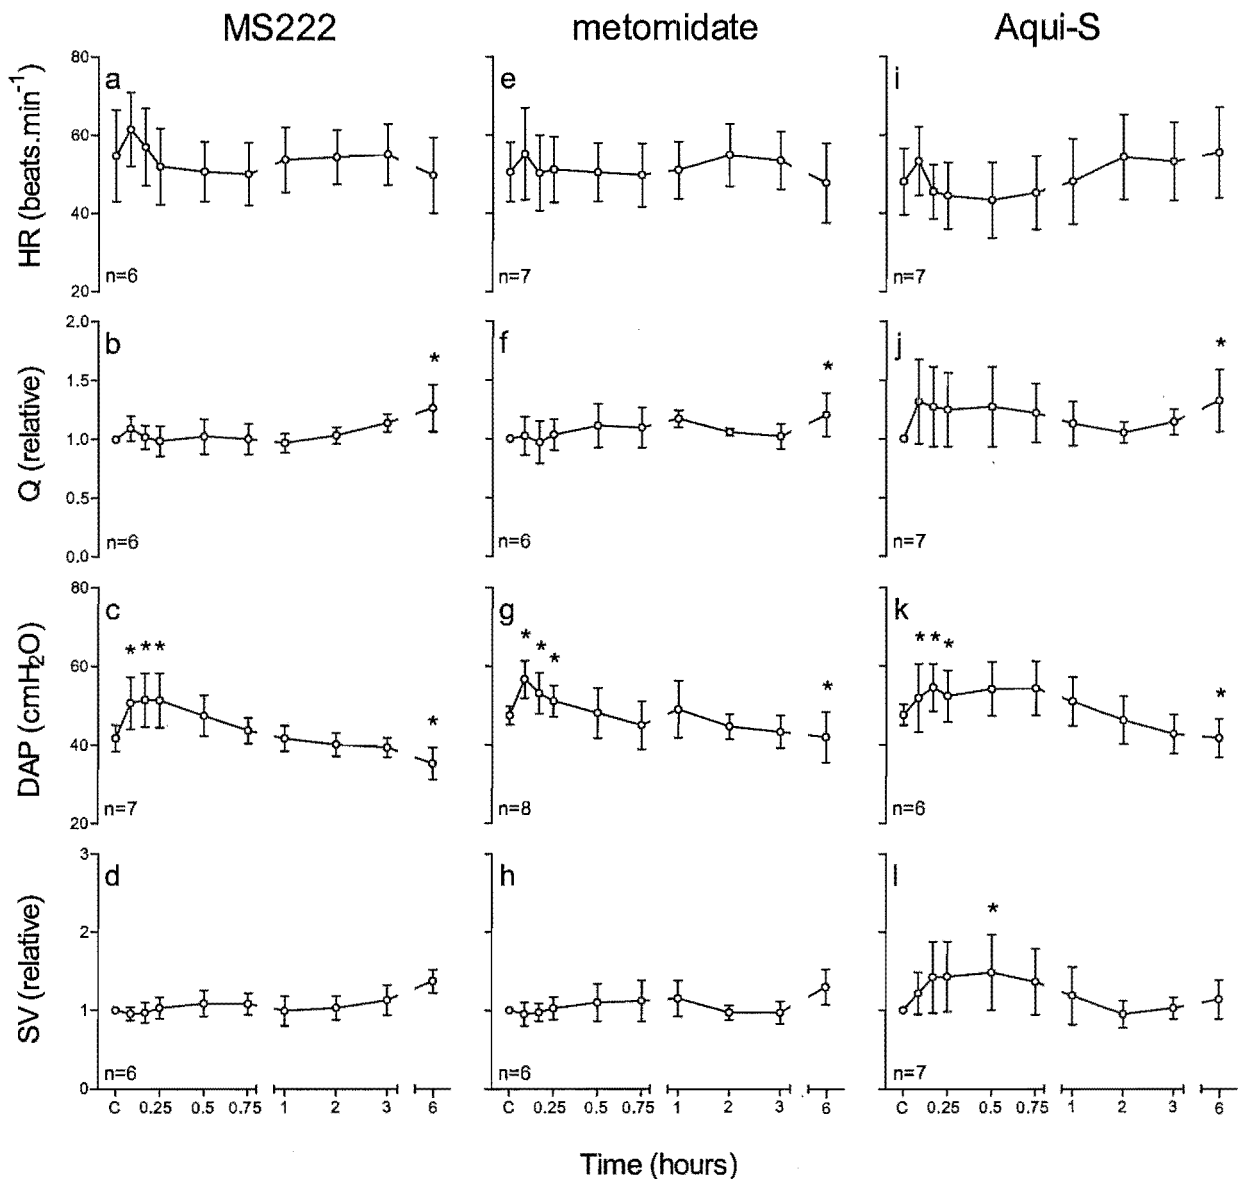 MS222 metomidate Aqui-S
HR (beats.min⁻¹)
80
60
40
20
a
n=6
e
n=7
i
n=7
Q (relative)
2.0
1.5
1.0
0.5
0.0
b
*
n=6
f
*
n=6
j
*
n=7
DAP (cmH₂O)
80
60
40
20
c
* * *
*
n=7
g
* * *
*
n=8
k
* * *
*
n=6
SV (relative)
3
2
1
0
d
n=6
h
n=6
l
*
n=7
C 0.25 0.5 0.75 1 2 3 6
C 0.25 0.5 0.75 1 2 3 6
C 0.25 0.5 0.75 1 2 3 6
Time (hours)